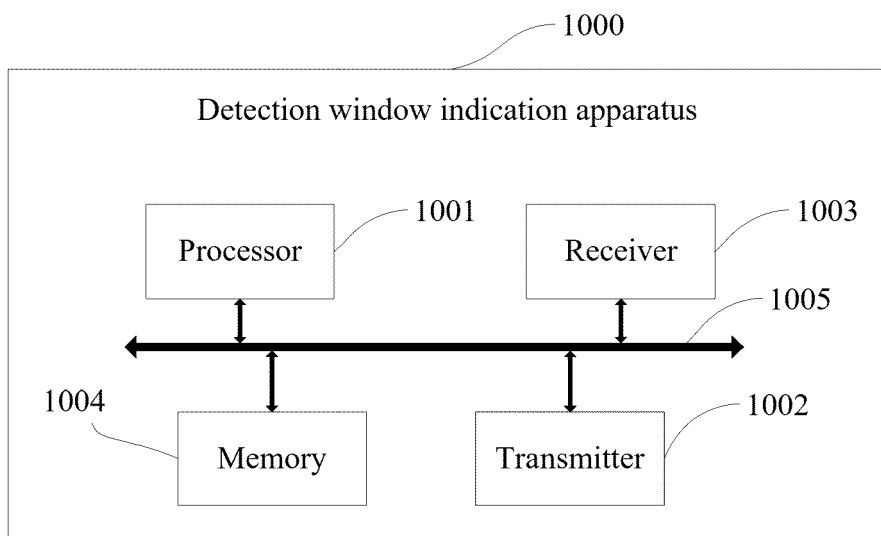 1000
Detection window indication apparatus
1001
1003
Processor
Receiver
1005
1004
1002
Memory
Transmitter